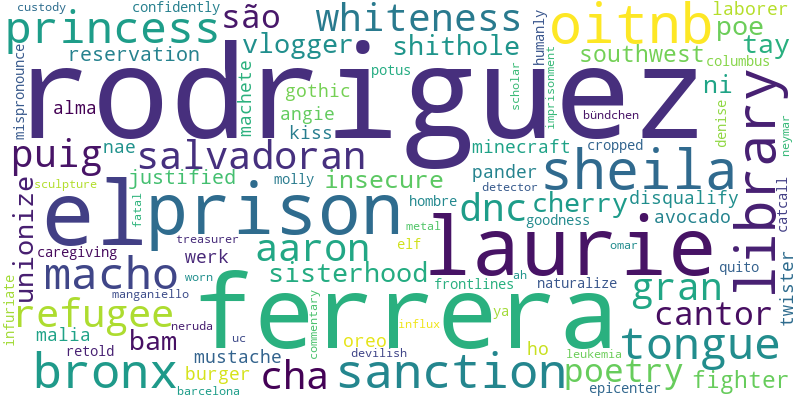 custody confidently laborer
princess são whiteness oitnb poe
reservation vlogger shithole southwest tay
mispronounce rodriguez columbus
machete potus humanly ni
alma gothic scholar imprisonment
angie bündchen
kiss denise neymar
puig nae salvadoran minecraft cropped library
justified molly insecure pander sheila
sculpture detector disqualify catcall
unionize el fatal prison hombre dnc cherry avocado
treasurer metal goodness
caregiving werk aaron elf laurie omar
worn sisterhood ah quito
macho manganiello frontlines naturalize gran twister
infuriate refugee neruda ferrera ya cantor
malia uc commentary influx
retold bam oreo ho tongue
mustache devilish leukemia
bronx burger cha sanction poetry fighter
barcelona epicenter